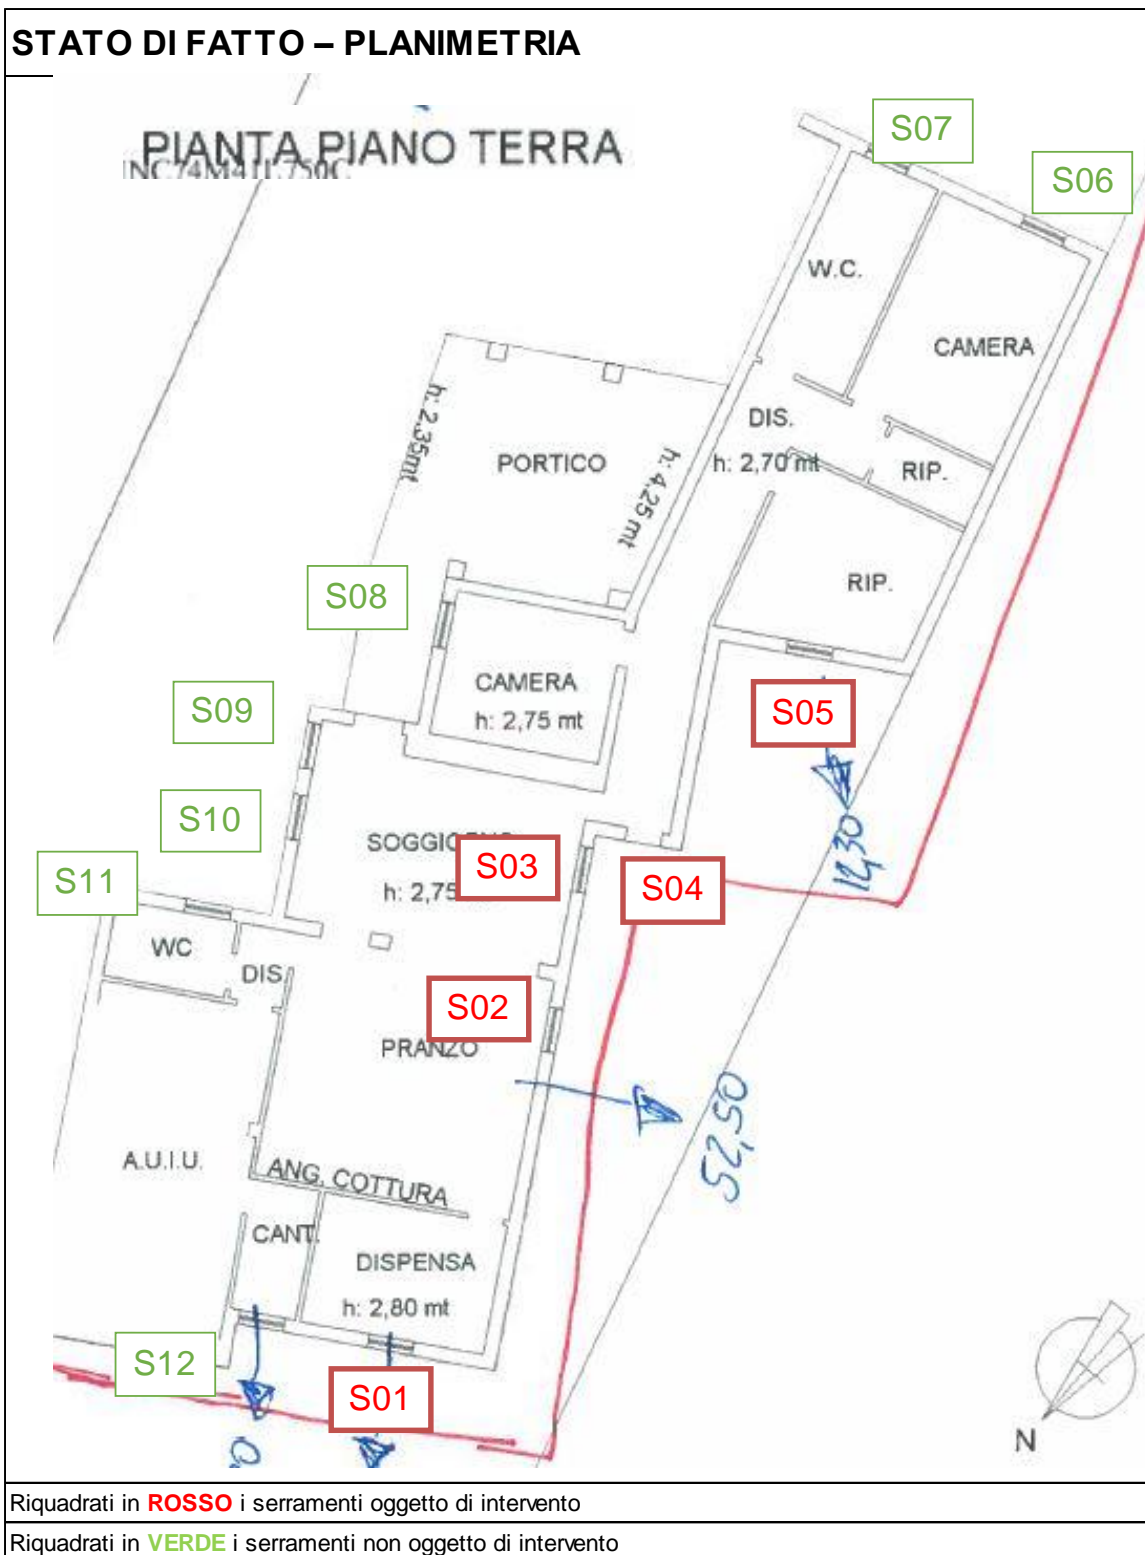 STATO DI FATTO – PLANIMETRIA
PIANTA PIANO TERRA
S07
S06
W.C.
CAMERA
h: 2,35mt
PORTICO
h: 4,25 mt
DIS.
h: 2,70 mt
RIP.
RIP.
S08
CAMERA
h: 2,75 mt
S05
S09
S10
12,30
SOGGIO
S03
h: 2,75
S04
S11
WC
DIS
S02
PRANZO
52,50
A.U.I.U.
ANG. COTTURA
CANT.
DISPENSA
h: 2,80 mt
S12
S01
N
Riquadrati in ROSSO i serramenti oggetto di intervento
Riquadrati in VERDE i serramenti non oggetto di intervento